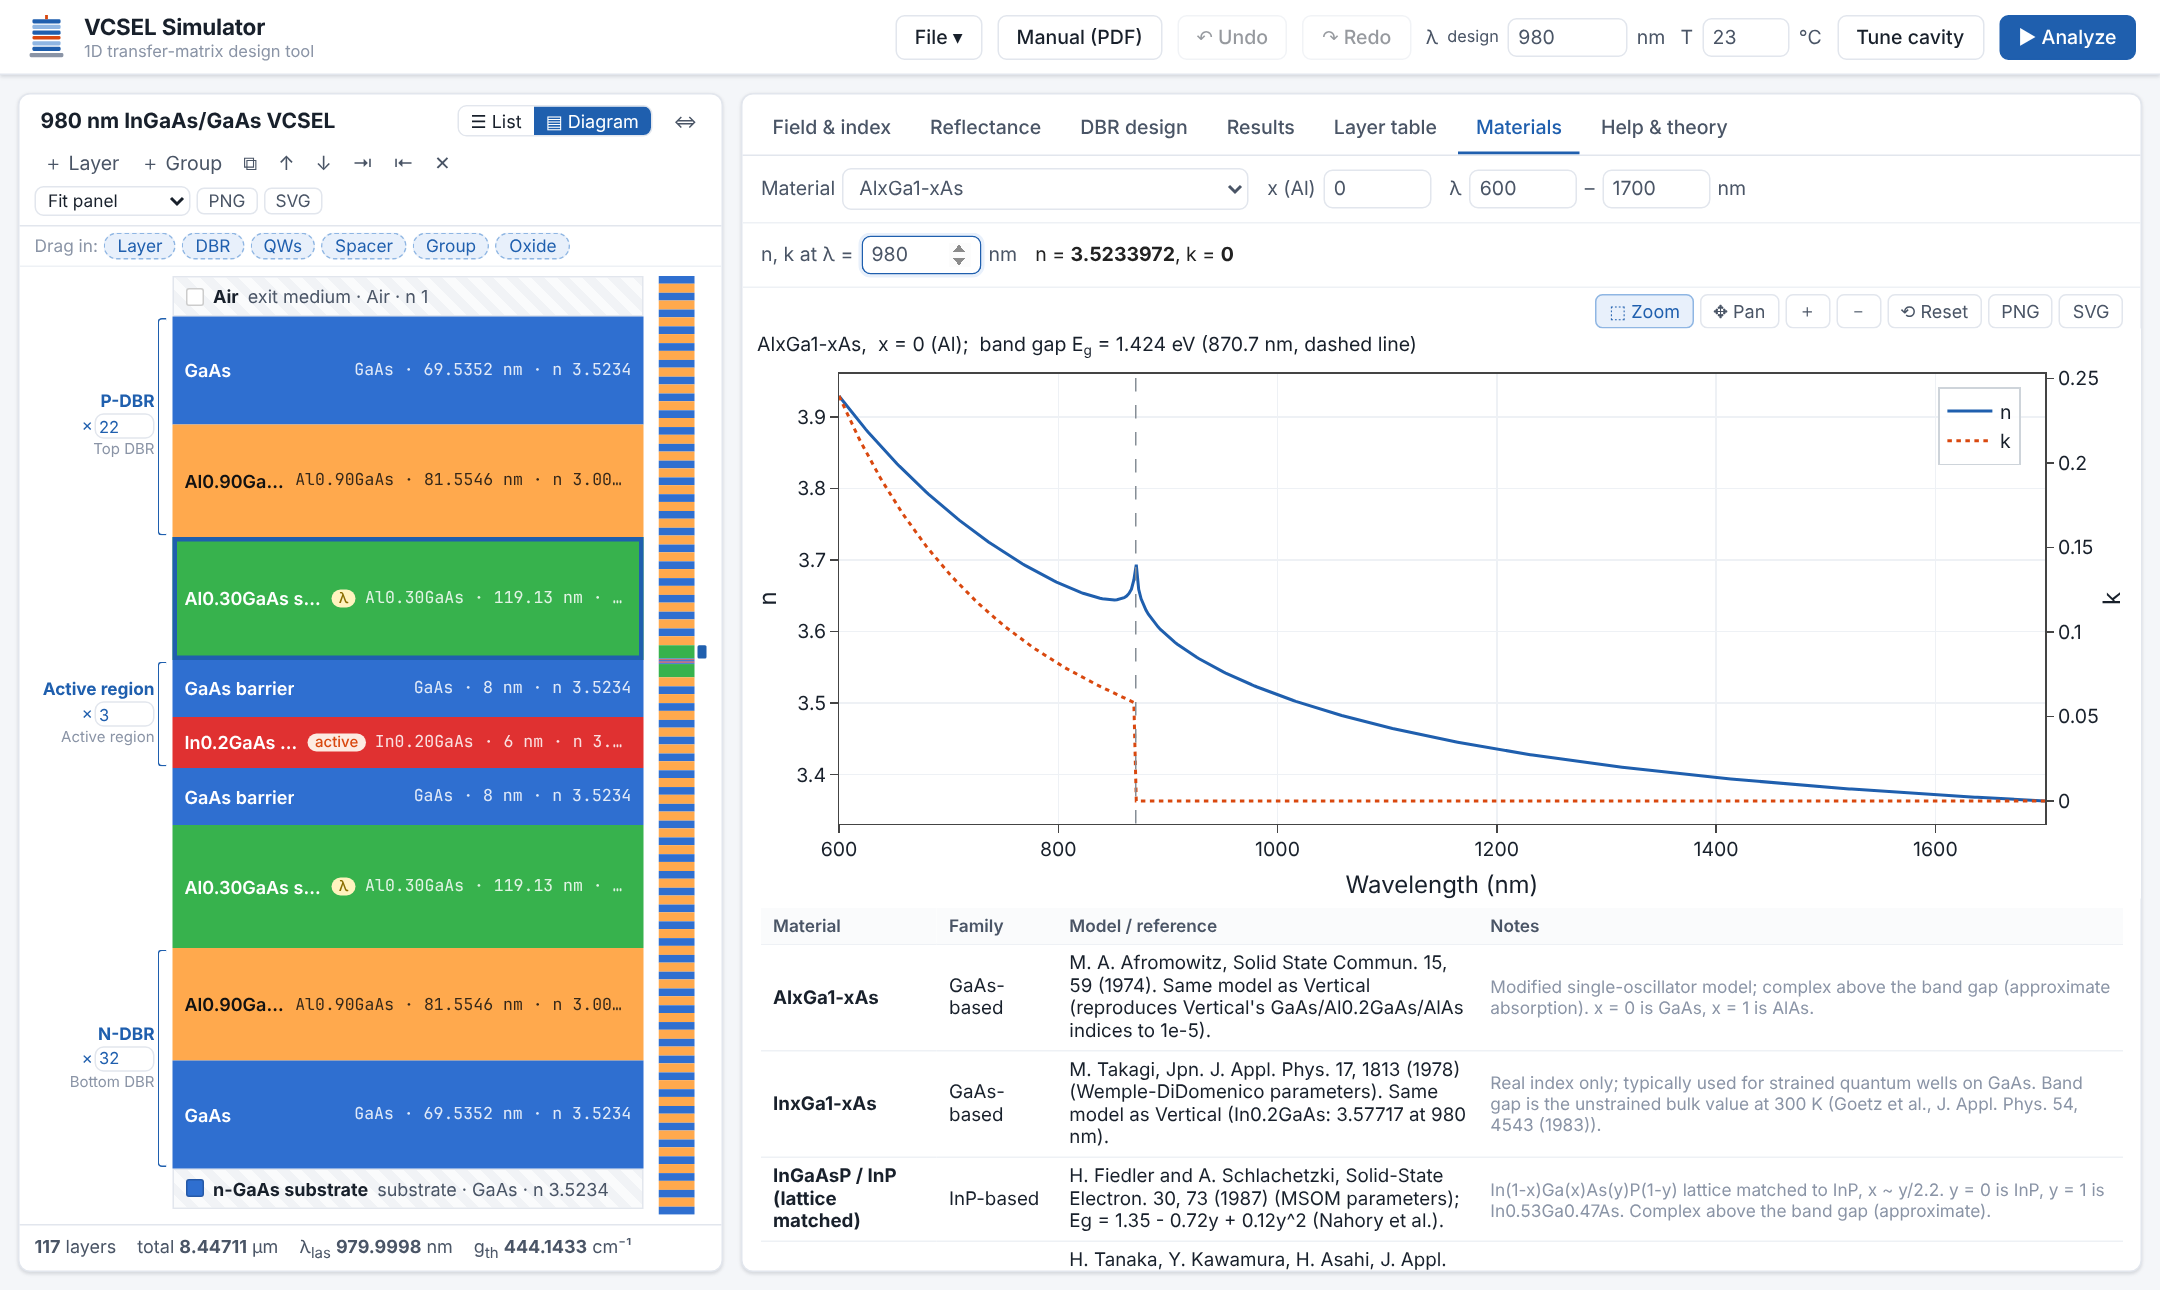 VCSEL Simulator
1D transfer-matrix design tool
File ▾
Manual (PDF)
↶ Undo
↷ Redo
λ design 980 nm
T 23 °C
Tune cavity
▶ Analyze
980 nm InGaAs/GaAs VCSEL
☰ List
▤ Diagram
⇔
+ Layer + Group ⧉ ↑ ↓ ⇥ ⇤ ✕
Fit panel PNG SVG
Drag in: Layer DBR QWs Spacer Group Oxide
Air exit medium · Air · n 1
GaAs GaAs · 69.5352 nm · n 3.5234
P-DBR
× 22
Top DBR
Al0.90Ga… Al0.90GaAs · 81.5546 nm · n 3.00…
Al0.30GaAs s… λ Al0.30GaAs · 119.13 nm · …
Active region
× 3
Active region
GaAs barrier GaAs · 8 nm · n 3.5234
In0.2GaAs … active In0.20GaAs · 6 nm · n 3.…
GaAs barrier GaAs · 8 nm · n 3.5234
Al0.30GaAs s… λ Al0.30GaAs · 119.13 nm · …
Al0.90Ga… Al0.90GaAs · 81.5546 nm · n 3.00…
N-DBR
× 32
Bottom DBR
GaAs GaAs · 69.5352 nm · n 3.5234
n-GaAs substrate substrate · GaAs · n 3.5234
117 layers total 8.44711 µm λlas 979.9998 nm gth 444.1433 cm⁻¹
Field & index Reflectance DBR design Results Layer table Materials Help & theory
Material AlxGa1-xAs x (Al) 0 λ 600 – 1700 nm
n, k at λ = 980 nm n = 3.5233972, k = 0
⬚ Zoom ✥ Pan + − ⟲ Reset PNG SVG
AlxGa1-xAs, x = 0 (Al); band gap Eg = 1.424 eV (870.7 nm, dashed line)
n
3.9
3.8
3.7
3.6
3.5
3.4
k
0.25
0.2
0.15
0.1
0.05
0
n
k
600 800 1000 1200 1400 1600
Wavelength (nm)
Material Family Model / reference Notes
AlxGa1-xAs
GaAs-
based
M. A. Afromowitz, Solid State Commun. 15,
59 (1974). Same model as Vertical
(reproduces Vertical's GaAs/Al0.2GaAs/AlAs
indices to 1e-5).
Modified single-oscillator model; complex above the band gap (approximate
absorption). x = 0 is GaAs, x = 1 is AlAs.
InxGa1-xAs
GaAs-
based
M. Takagi, Jpn. J. Appl. Phys. 17, 1813 (1978)
(Wemple-DiDomenico parameters). Same
model as Vertical (In0.2GaAs: 3.57717 at 980
nm).
Real index only; typically used for strained quantum wells on GaAs. Band
gap is the unstrained bulk value at 300 K (Goetz et al., J. Appl. Phys. 54,
4543 (1983)).
InGaAsP / InP
(lattice
matched)
InP-based
H. Fiedler and A. Schlachetzki, Solid-State
Electron. 30, 73 (1987) (MSOM parameters);
Eg = 1.35 - 0.72y + 0.12y^2 (Nahory et al.).
In(1-x)Ga(x)As(y)P(1-y) lattice matched to InP, x ~ y/2.2. y = 0 is InP, y = 1 is
In0.53Ga0.47As. Complex above the band gap (approximate).
H. Tanaka, Y. Kawamura, H. Asahi, J. Appl.